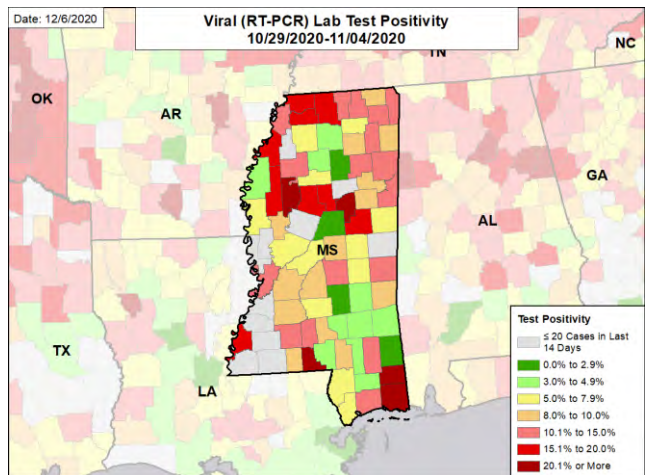 Date: 12/6/2020
Viral (RT-PCR) Lab Test Positivity
10/29/2020-11/04/2020
TN
NC
OK
AR
GA
AL
MS
TX
LA
Test Positivity
≤ 20 Cases in Last
14 Days
0.0% to 2.9%
3.0% to 4.9%
5.0% to 7.9%
8.0% to 10.0%
10.1% to 15.0%
15.1% to 20.0%
20.1% or More